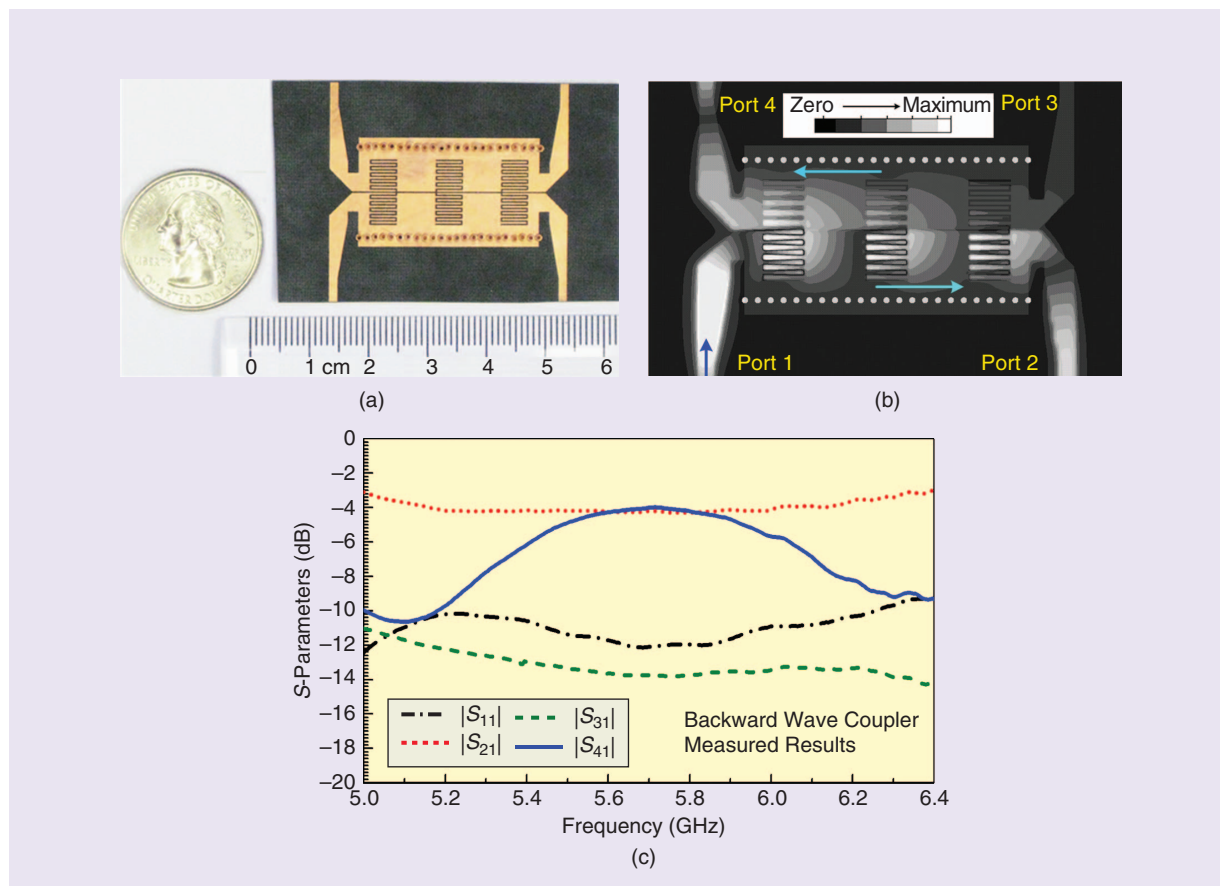 0 1 cm 2 3 4 5 6
(a)
Port 4 Zero Maximum Port 3
Port 1 Port 2
(b)
S-Parameters (dB)
0
–2
–4
–6
–8
–10
–12
–14
–16
–18
–20
|S11| |S31|
|S21| |S41|
Backward Wave Coupler
Measured Results
5.0 5.2 5.4 5.6 5.8 6.0 6.2 6.4
Frequency (GHz)
(c)